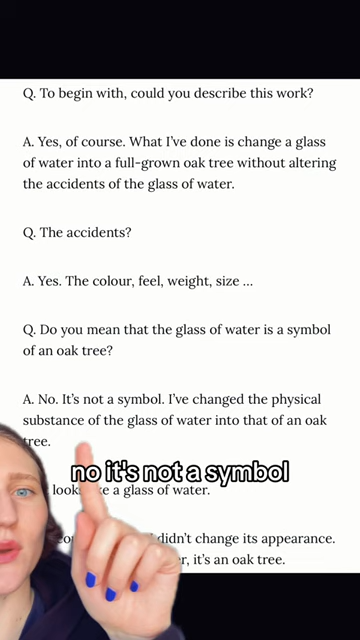 Q. To begin with, could you describe this work?
A. Yes, of course. What I've done is change a glass
of water into a full-grown oak tree without altering
the accidents of the glass of water.
Q. The accidents?
A. Yes. The colour, feel, weight, size ...
Q. Do you mean that the glass of water is a symbol
of an oak tree?
A. No. It's not a symbol. I've changed the physical
substance of the glass of water into that of an oak
tree.
no it's not a symbol
a glass of water.
didn't change its appearance.
it's an oak tree.